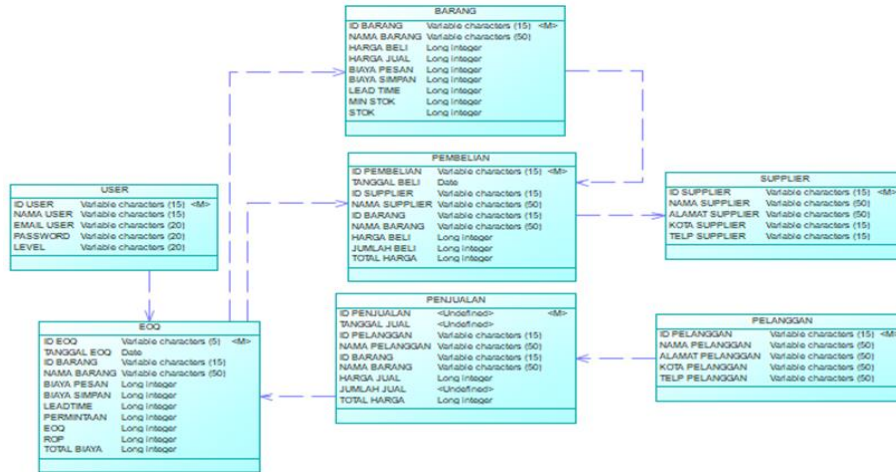 BARANG
ID BARANG Variable characters (15) <M>
NAMA BARANG Variable characters (50)
HARGA BELI Long integer
HARGA JUAL Long integer
BIAYA PESAN Long integer
BIAYA SIMPAN Long integer
LEAD TIME Long integer
MIN STOK Long integer
STOK Long integer
PEMBELIAN
ID PEMBELIAN Variable characters (15) <M>
TANGGAL BELI Date
ID SUPPLIER Variable characters (15)
NAMA SUPPLIER Variable characters (50)
ID BARANG Variable characters (15)
NAMA BARANG Variable characters (50)
HARGA BELI Long integer
JUMLAH BELI Long integer
TOTAL HARGA Long integer
SUPPLIER
ID SUPPLIER Variable characters (15) <M>
NAMA SUPPLIER Variable characters (50)
ALAMAT SUPPLIER Variable characters (50)
KOTA SUPPLIER Variable characters (15)
TELP SUPPLIER Variable characters (15)
USER
ID USER Variable characters (15) <M>
NAMA USER Variable characters (15)
EMAIL USER Variable characters (20)
PASSWORD Variable characters (20)
LEVEL Variable characters (20)
EOQ
ID EOQ Variable characters (5) <M>
TANGGAL EOQ Date
ID BARANG Variable characters (15)
NAMA BARANG Variable characters (50)
BIAYA PESAN Long integer
BIAYA SIMPAN Long integer
LEADTIME Long integer
PERMINTAAN Long integer
EOQ Long integer
ROP Long integer
TOTAL BIAYA Long integer
PENJUALAN
ID PENJUALAN <Undefined> <M>
TANGGAL JUAL <Undefined>
ID PELANGGAN Variable characters (15)
NAMA PELANGGAN Variable characters (50)
ID BARANG Variable characters (15)
NAMA BARANG Variable characters (50)
HARGA JUAL Long integer
JUMLAH JUAL <Undefined>
TOTAL HARGA Long integer
PELANGGAN
ID PELANGGAN Variable characters (15) <M>
NAMA PELANGGAN Variable characters (50)
ALAMAT PELANGGAN Variable characters (50)
KOTA PELANGGAN Variable characters (50)
TELP PELANGGAN Variable characters (50)